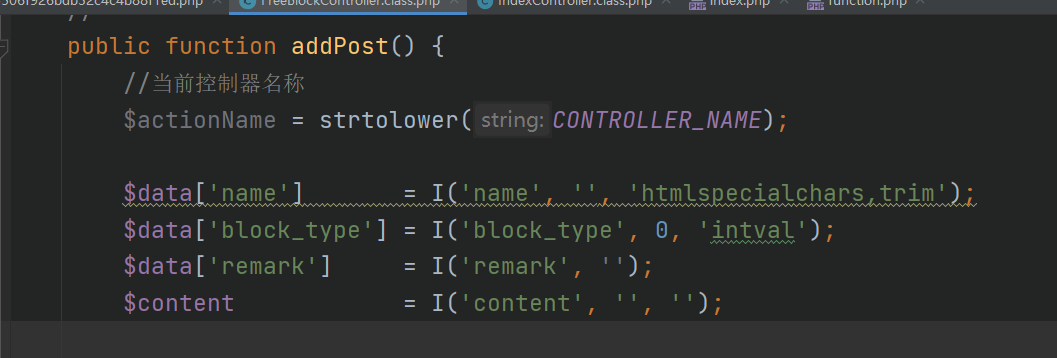 FreeBlockController.class.php × IndexController.class.php × index.php × function.php ×
//
public function addPost() {
//当前控制器名称
$actionName = strtolower( string: CONTROLLER_NAME);
$data['name'] = I('name', '', 'htmlspecialchars,trim');
$data['block_type'] = I('block_type', 0, 'intval');
$data['remark'] = I('remark', '');
$content = I('content', '', '');